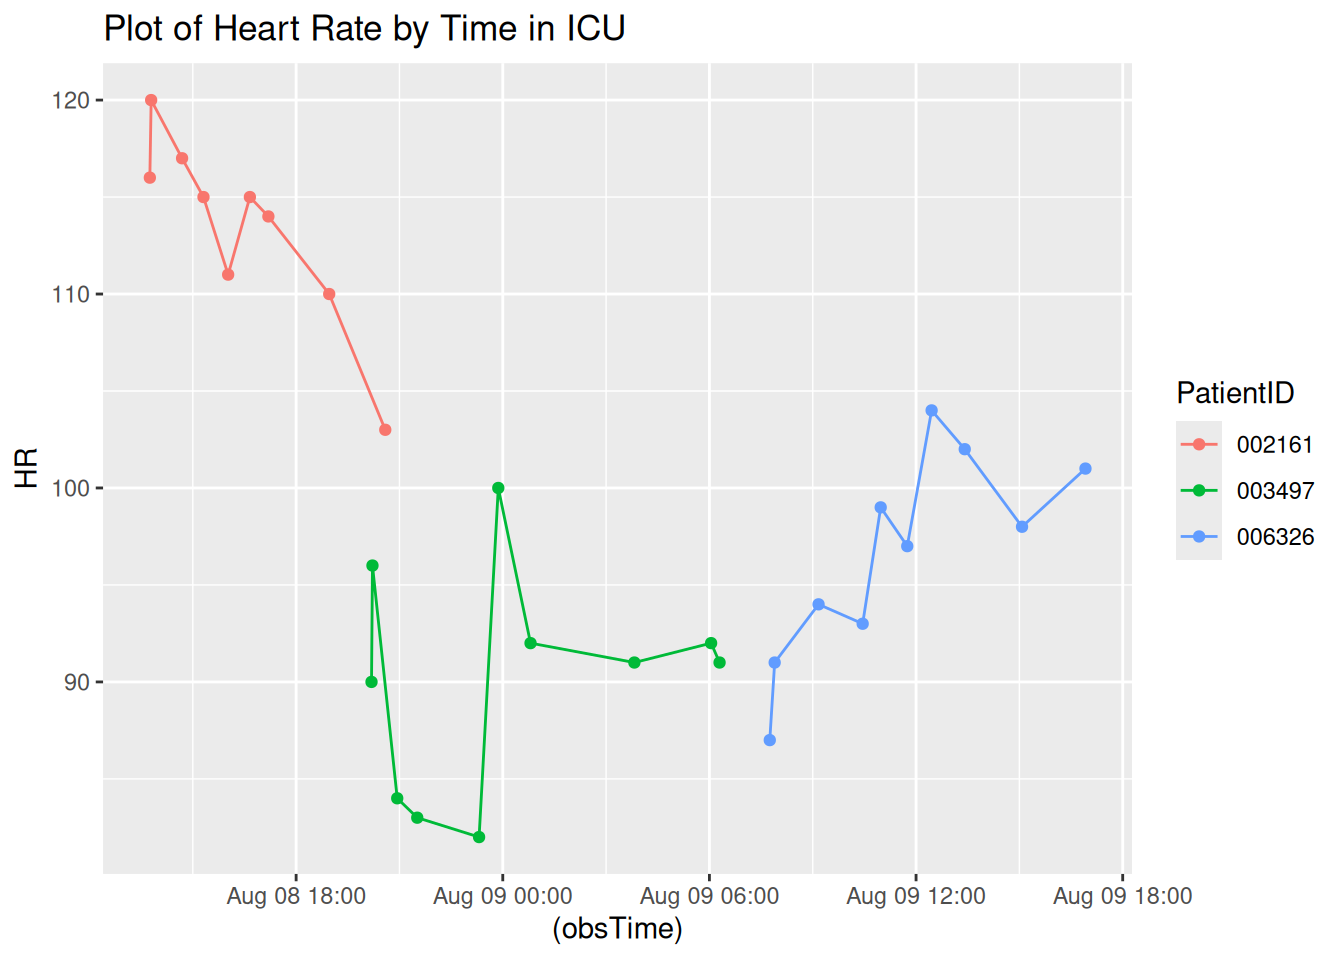 Plot of Heart Rate by Time in ICU
120
110
100
90
HR
Aug 08 18:00
Aug 09 00:00
Aug 09 06:00
Aug 09 12:00
Aug 09 18:00
(obsTime)
PatientID
002161
003497
006326